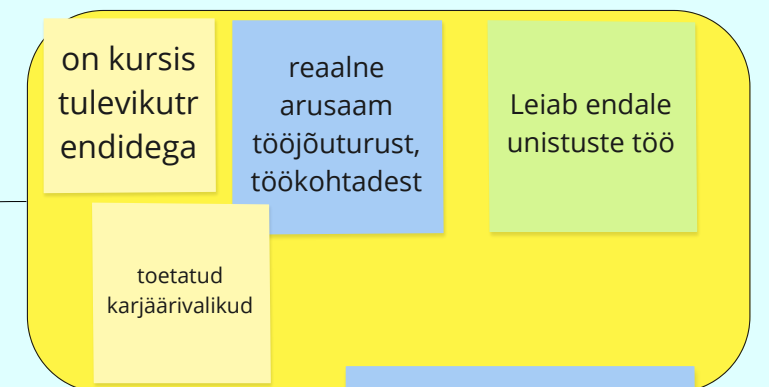 on kursis
tulevikutr
endidega
reaalne
arusaam
tööjõuturust,
töökohtadest
Leiab endale
unistuste töö
toetatud
karjäärivalikud